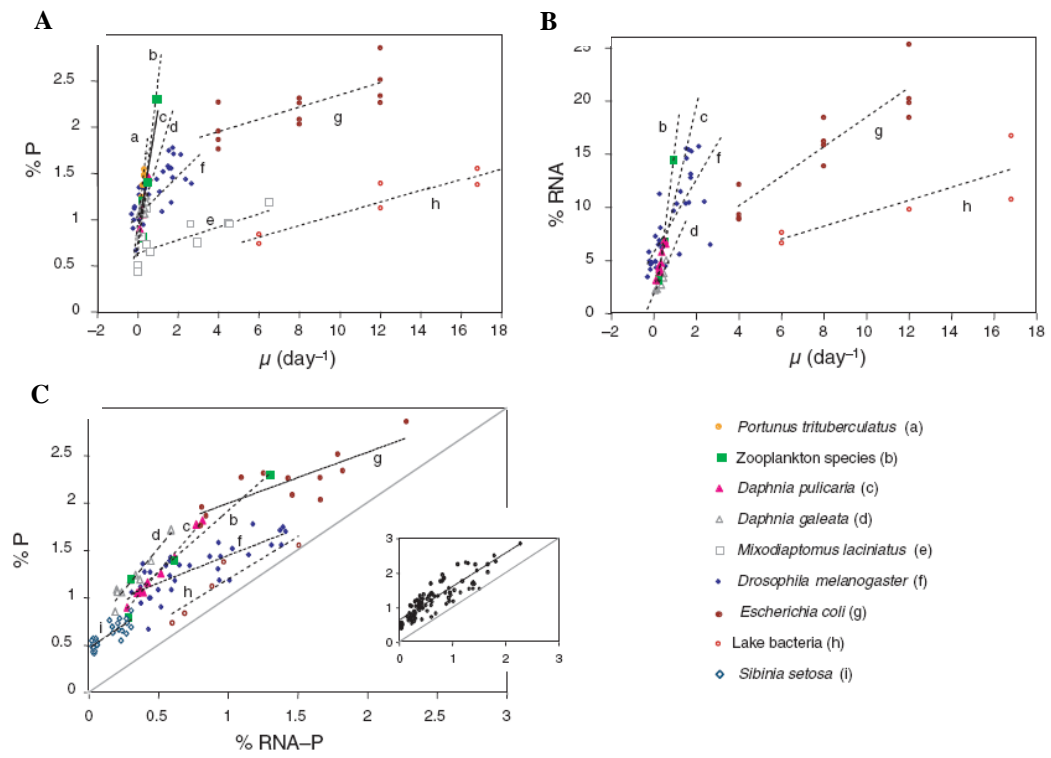 A
% P
2.5
2
1.5
1
0.5
0
−2 0 2 4 6 8 10 12 14 16 18
μ (day–1)
a
b
c
d
e
f
g
h
B
% RNA
25
20
15
10
5
0
−2 0 2 4 6 8 10 12 14 16 18
μ (day–1)
b
c
d
f
g
h
C
% P
2.5
2
1.5
1
0.5
0
0 0.5 1 1.5 2 2.5 3
% RNA–P
b
c
d
f
g
h
i
3
2
1
0
0 1 2 3
Portunus trituberculatus (a)
Zooplankton species (b)
Daphnia pulicaria (c)
Daphnia galeata (d)
Mixodiaptomus laciniatus (e)
Drosophila melanogaster (f)
Escherichia coli (g)
Lake bacteria (h)
Sibinia setosa (i)